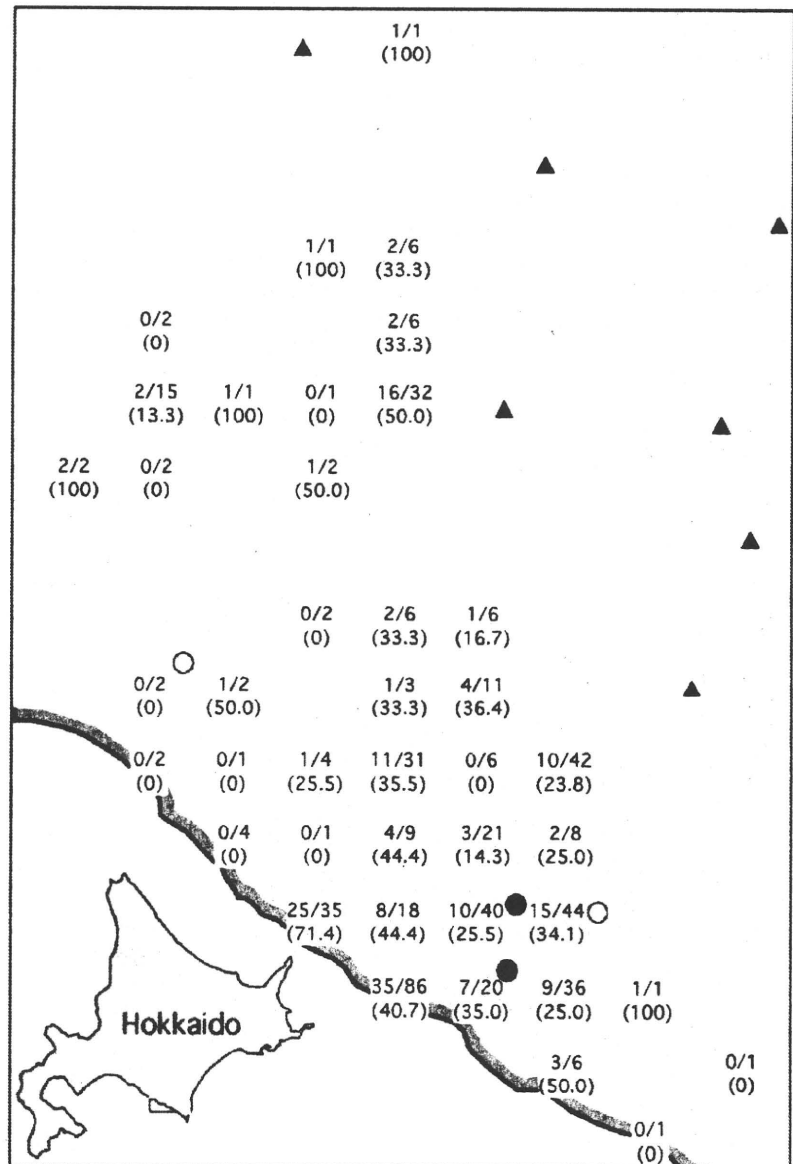 1/1
(100)
1/1 2/6
(100) (33.3)
0/2 2/6
(0) (33.3)
2/15 1/1 0/1 16/32
(13.3) (100) (0) (50.0)
2/2 0/2 1/2
(100) (0) (50.0)
0/2 2/6 1/6
(0) (33.3) (16.7)
0/2 1/2 1/3 4/11
(0) (50.0) (33.3) (36.4)
0/2 0/1 1/4 11/31 0/6 10/42
(0) (0) (25.5) (35.5) (0) (23.8)
0/4 0/1 4/9 3/21 2/8
(0) (0) (44.4) (14.3) (25.0)
25/35 8/18 10/40 15/44
(71.4) (44.4) (25.5) (34.1)
35/86 7/20 9/36 1/1
(40.7) (35.0) (25.0) (100)
Hokkaido
3/6 0/1
(50.0) (0)
0/1
(0)